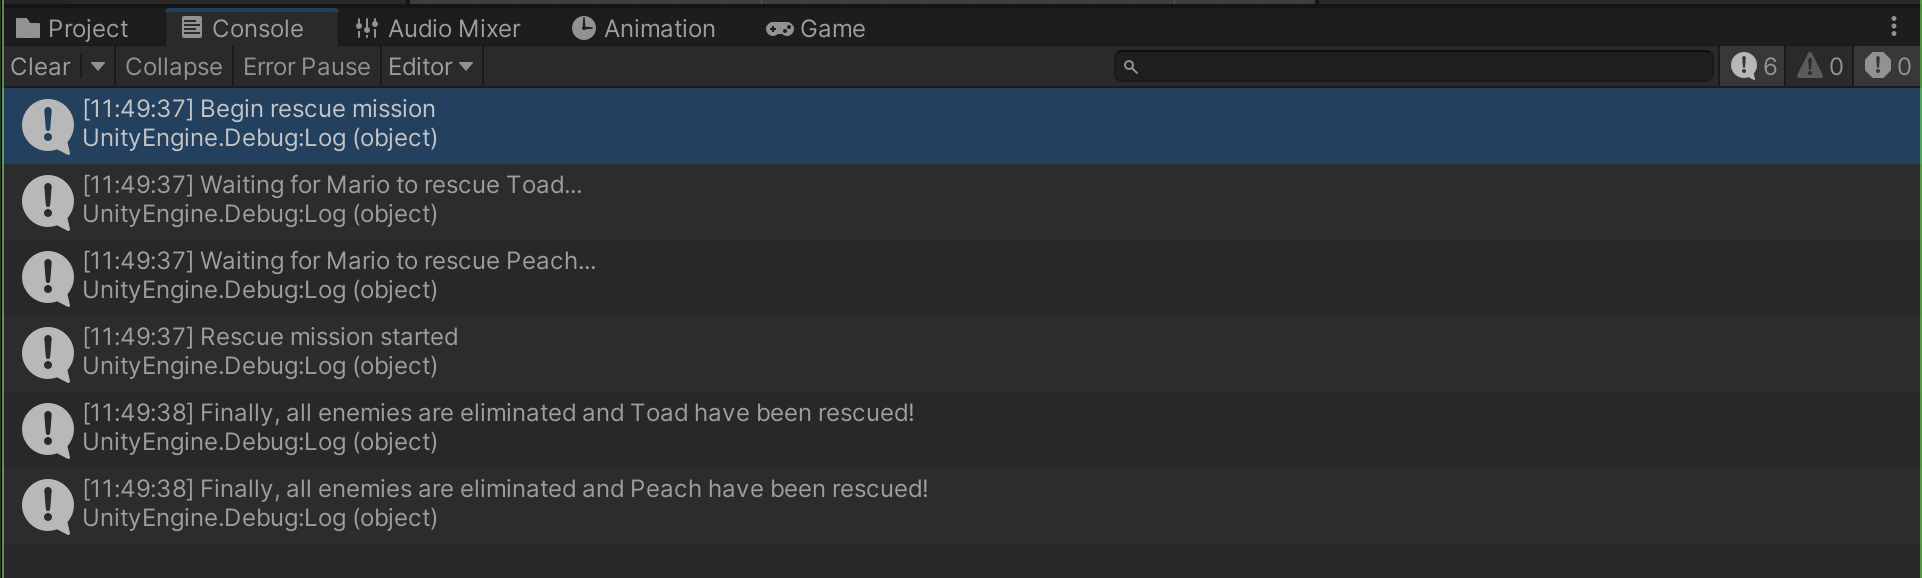 Project Console Audio Mixer Animation Game
Clear Collapse Error Pause Editor 6 0 0
[11:49:37] Begin rescue mission
UnityEngine.Debug:Log (object)
[11:49:37] Waiting for Mario to rescue Toad...
UnityEngine.Debug:Log (object)
[11:49:37] Waiting for Mario to rescue Peach...
UnityEngine.Debug:Log (object)
[11:49:37] Rescue mission started
UnityEngine.Debug:Log (object)
[11:49:38] Finally, all enemies are eliminated and Toad have been rescued!
UnityEngine.Debug:Log (object)
[11:49:38] Finally, all enemies are eliminated and Peach have been rescued!
UnityEngine.Debug:Log (object)